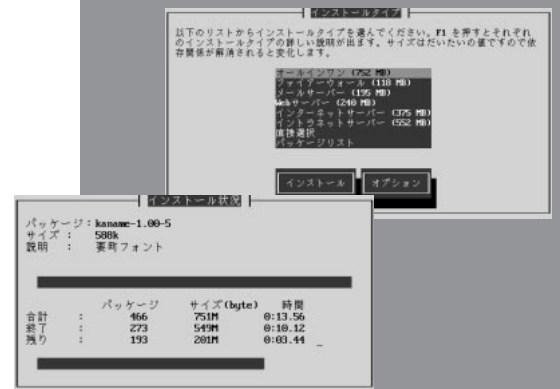 インストールタイプ
以下のリストからインストールタイプを選んでください。F1 を押すとそれぞれ
のインストールタイプの詳しい説明が出ます。サイズはだいたいの値ですので依
存関係が解消されると変化します。
オールインワン (752 MB)
ファイアーウォール (118 MB)
メールサーバー (195 MB)
Webサーバー (240 MB)
インターネットサーバー (375 MB)
イントラネットサーバー (552 MB)
直接選択
パッケージリスト
インストール オプション
インストール状況
パッケージ：kaname-1.00-5
サイズ ： 588k
説明 ： 要町フォント
パッケージ サイズ(byte) 時間
合計 ： 466 751M 0:13.56
終了 ： 273 549M 0:10.12
残り ： 193 201M 0:03.44 _